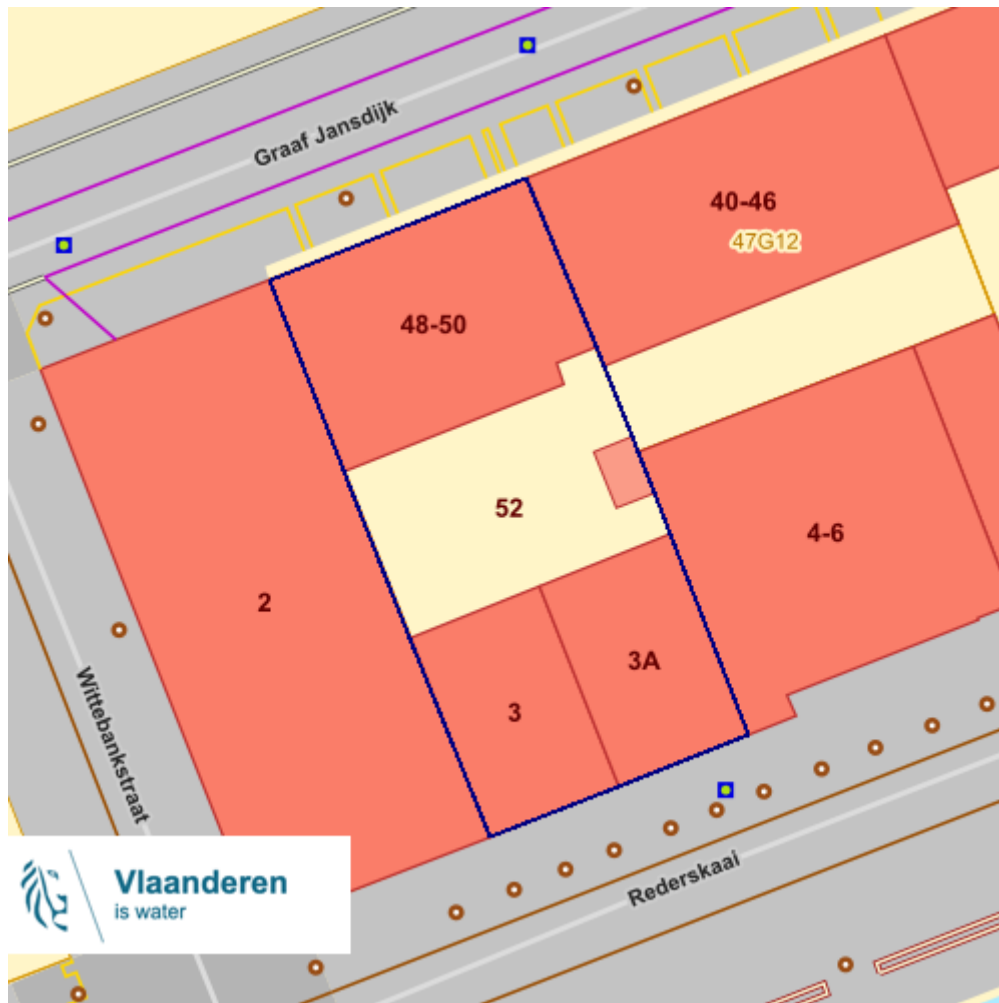 Graaf Jansdijk
40-46
47G12
48-50
52
4-6
2
3A
3
Wittebankstraat
Rederskaai
Vlaanderen
is water